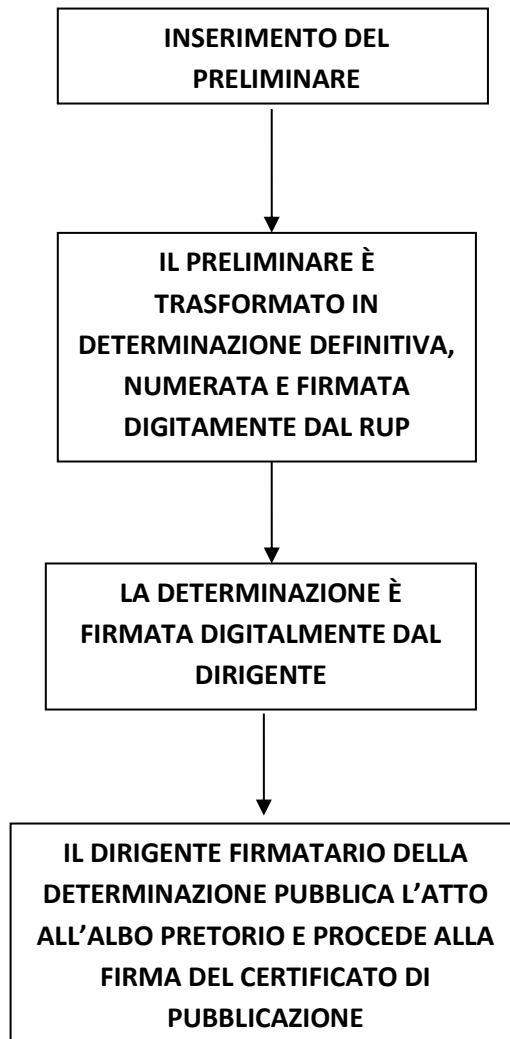 INSERIMENTO DEL
PRELIMINARE
IL PRELIMINARE È
TRASFORMATO IN
DETERMINAZIONE DEFINITIVA,
NUMERATA E FIRMATA
DIGITAMENTE DAL RUP
LA DETERMINAZIONE È
FIRMATA DIGITALMENTE DAL
DIRIGENTE
IL DIRIGENTE FIRMATARIO DELLA
DETERMINAZIONE PUBBLICA L’ATTO
ALL’ALBO PRETORIO E PROCEDE ALLA
FIRMA DEL CERTIFICATO DI
PUBBLICAZIONE